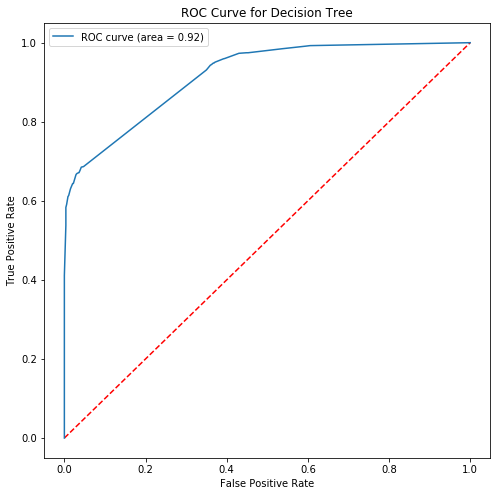 ROC Curve for Decision Tree
ROC curve (area = 0.92)
True Positive Rate
1.0
0.8
0.6
0.4
0.2
0.0
0.0 0.2 0.4 0.6 0.8 1.0
False Positive Rate